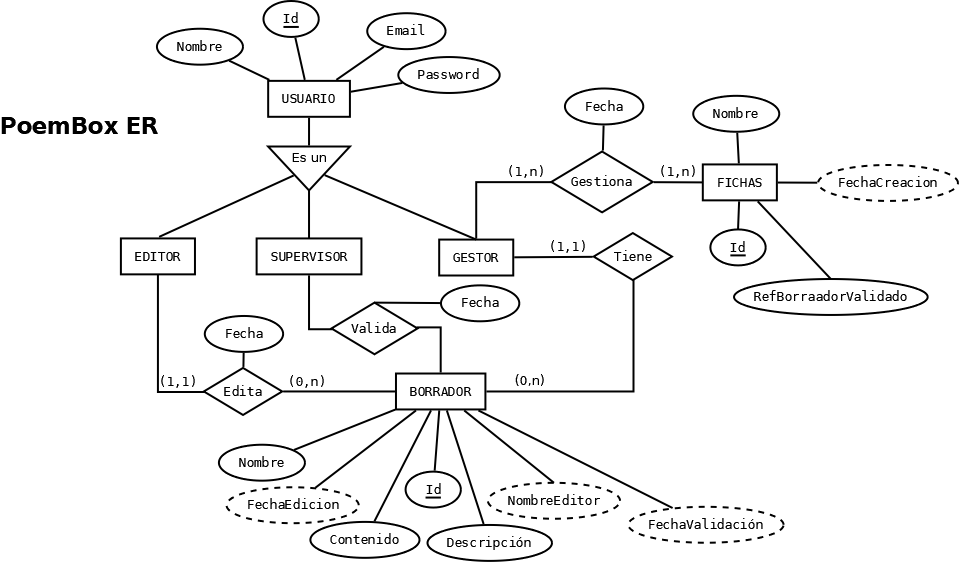 Id
Email
Nombre
Password
USUARIO
PoemBox ER
Fecha
Nombre
Es un
(1,n)
Gestiona
(1,n)
FICHAS
FechaCreacion
EDITOR
SUPERVISOR
GESTOR
(1,1)
Tiene
Id
RefBorraadorValidado
Fecha
Valida
Fecha
(1,1)
Edita
(0,n)
BORRADOR
(0,n)
Nombre
FechaEdicion
Id
NombreEditor
FechaValidación
Contenido
Descripción